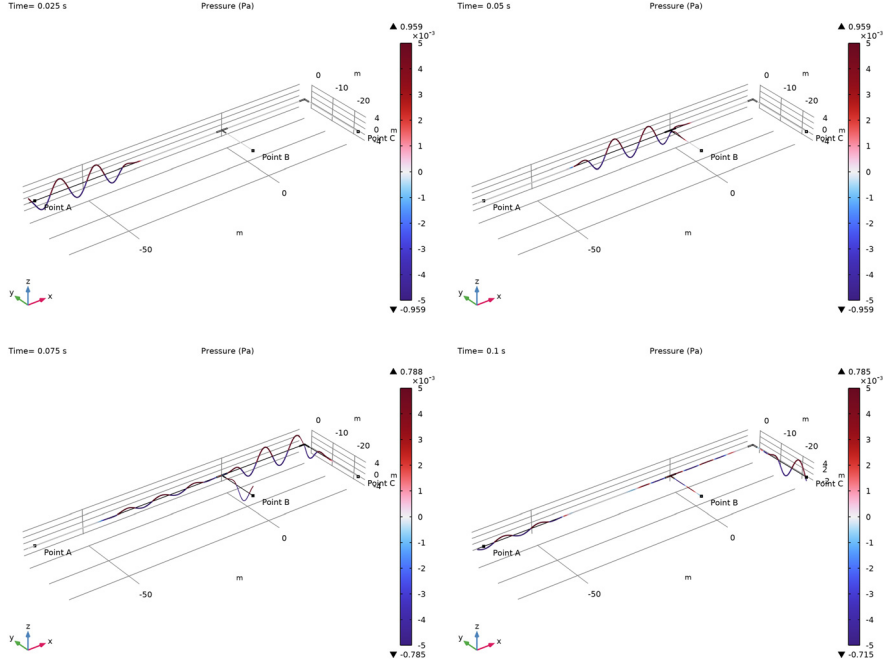 Time= 0.025 s Pressure (Pa)
▲ 0.959
×10⁻³
5
4
3
2
1
0
-1
-2
-3
-4
-5
▼ -0.959
0 m
-10
-20
4
0 m
-4
Point C
Point B
0
Point A
m
-50
z
y x
Time= 0.05 s Pressure (Pa)
▲ 0.959
×10⁻³
5
4
3
2
1
0
-1
-2
-3
-4
-5
▼ -0.959
0 m
-10
-20
4
0 m
-4
Point C
Point B
0
Point A
m
-50
z
y x
Time= 0.075 s Pressure (Pa)
▲ 0.788
×10⁻³
5
4
3
2
1
0
-1
-2
-3
-4
-5
▼ -0.785
0 m
-10
-20
4
0 m
-4
Point C
Point B
0
Point A
m
-50
z
y x
Time= 0.1 s Pressure (Pa)
▲ 0.785
×10⁻³
5
4
3
2
1
0
-1
-2
-3
-4
-5
▼ -0.715
0 m
-10
-20
m
Point C
Point B
0
Point A
m
-50
z
y x